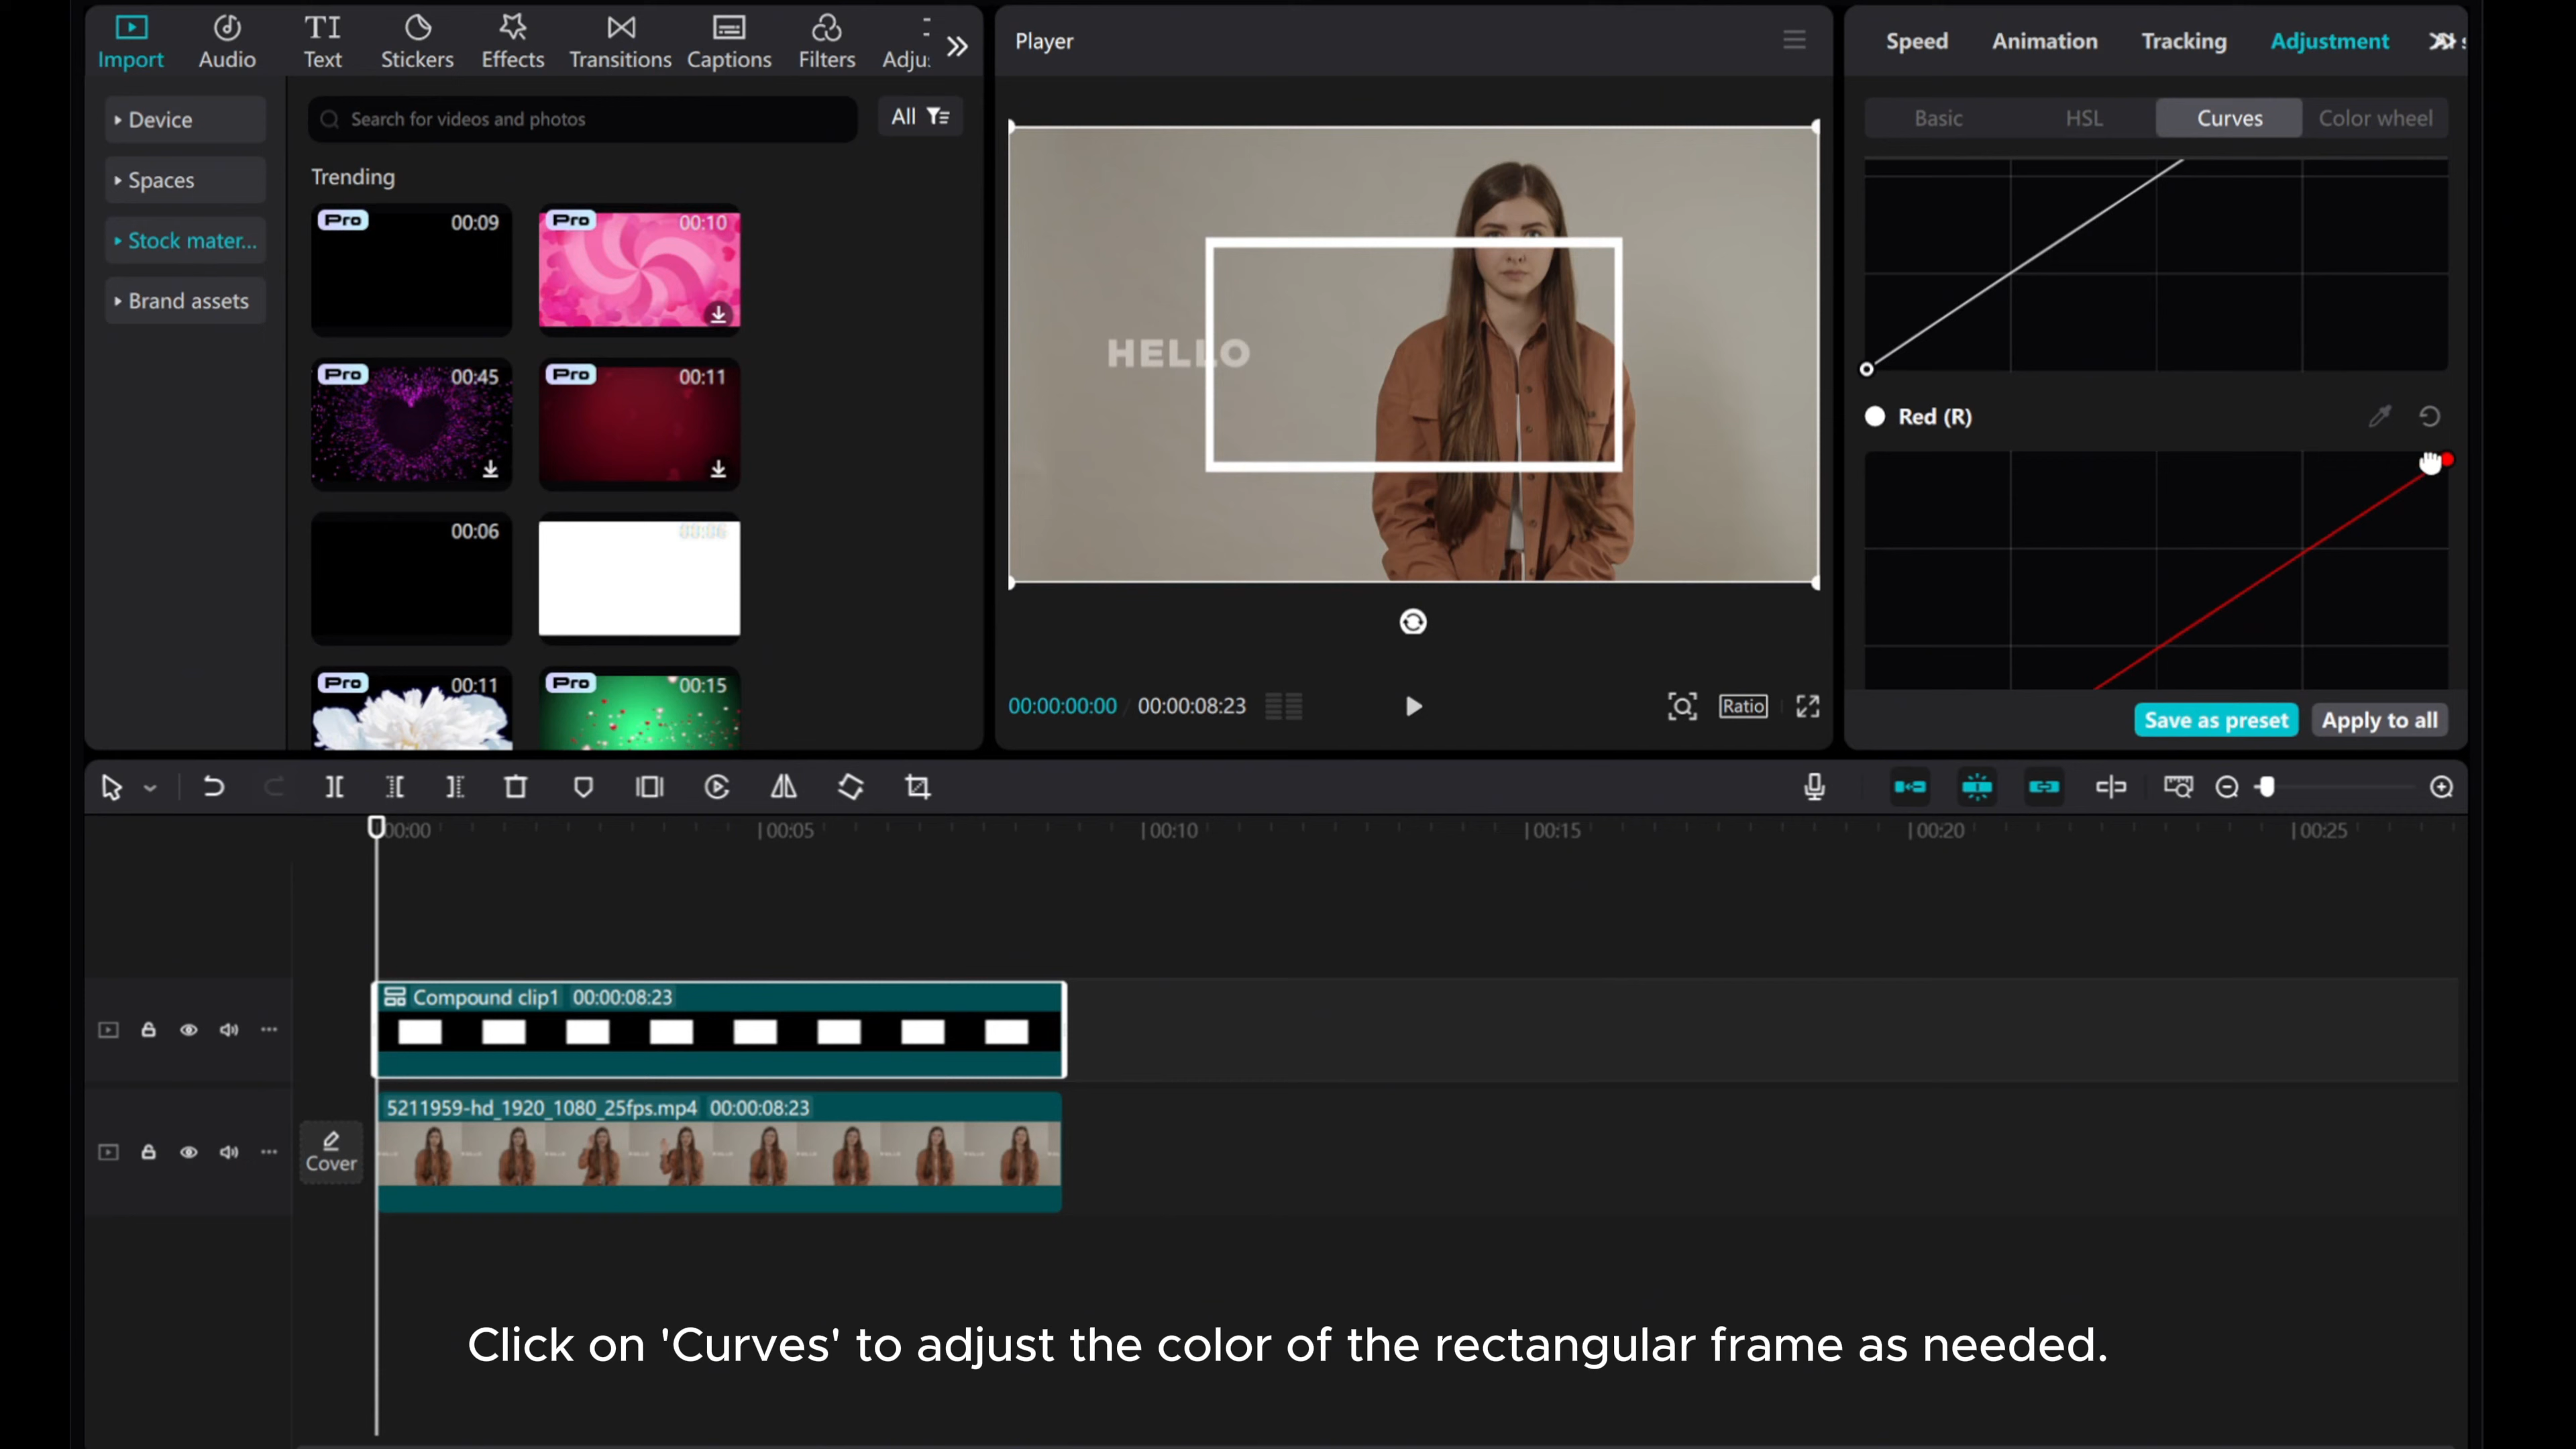 Import
Audio
TI
Text
Stickers
Effects
Transitions
Captions
Filters
Adju:
Player
Speed
Animation
Tracking
Adjustment
Device
Spaces
Stock mater...
Brand assets
Search for videos and photos
All
Trending
Pro 00:09
Pro 00:10
Pro 00:45
Pro 00:11
00:06
00:06
Pro 00:11
Pro 00:15
HELLO
00:00:00:00 / 00:00:08:23
Ratio
Basic
HSL
Curves
Color wheel
Red (R)
Save as preset
Apply to all
00:00 00:05 00:10 00:15 00:20 00:25
Compound clip1 00:00:08:23
5211959-hd_1920_1080_25fps.mp4 00:00:08:23
Cover
Click on 'Curves' to adjust the color of the rectangular frame as needed.